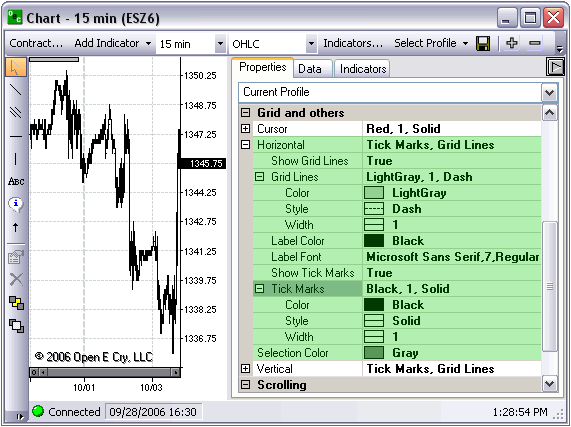 Chart - 15 min (ESZ6)
Contract... Add Indicator 15 min OHLC Indicators... Select Profile
Properties Data Indicators
Current Profile
Grid and others
Cursor Red, 1, Solid
Horizontal Tick Marks, Grid Lines
Show Grid Lines True
Grid Lines LightGray, 1, Dash
Color LightGray
Style Dash
Width 1
Label Color Black
Label Font Microsoft Sans Serif,7,Regular
Show Tick Marks True
Tick Marks Black, 1, Solid
Color Black
Style Solid
Width 1
Selection Color Gray
Vertical Tick Marks, Grid Lines
Scrolling
ABC
1350.25
1348.75
1347.25
1345.75
1344.25
1342.75
1341.25
1339.75
1338.25
1336.75
© 2006 Open E Cry, LLC
10/01 10/03
Connected 09/28/2006 16:30 1:28:54 PM